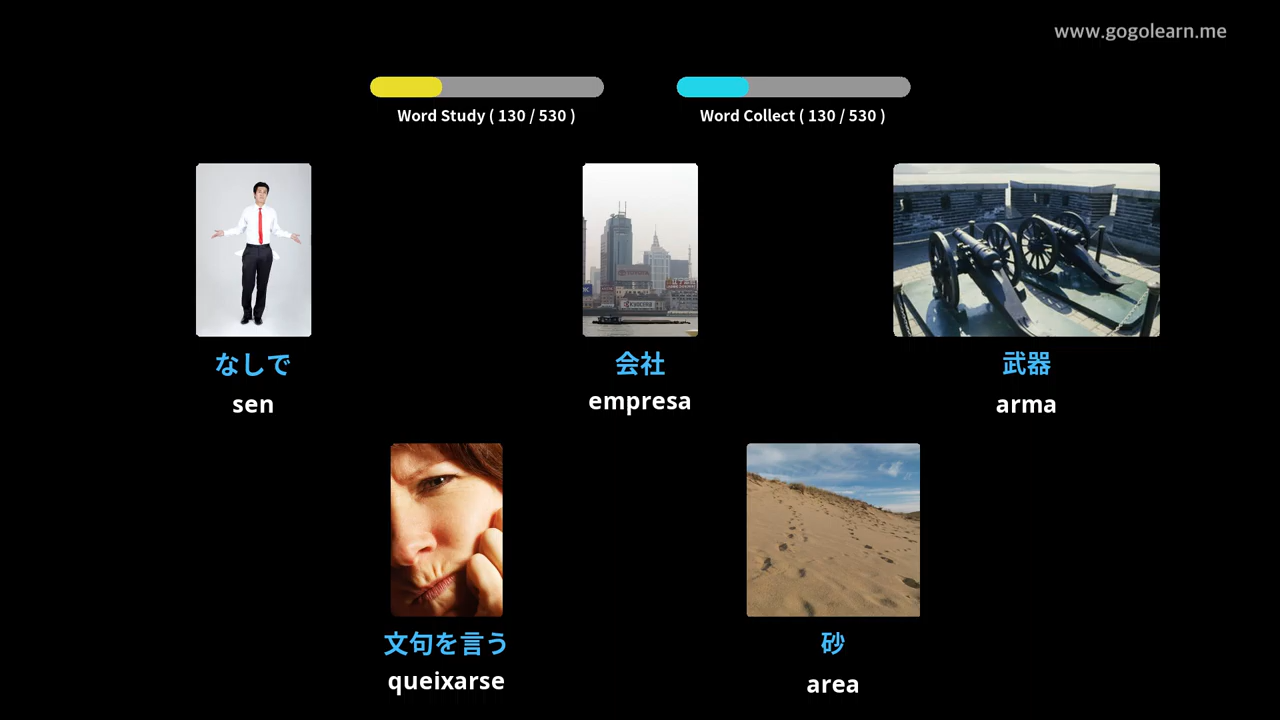 www.gogolearn.me
Word Study ( 130 / 530 )
Word Collect ( 130 / 530 )
なしで
sen
会社
empresa
武器
arma
TOYOTA
文句を言う
queixarse
砂
area